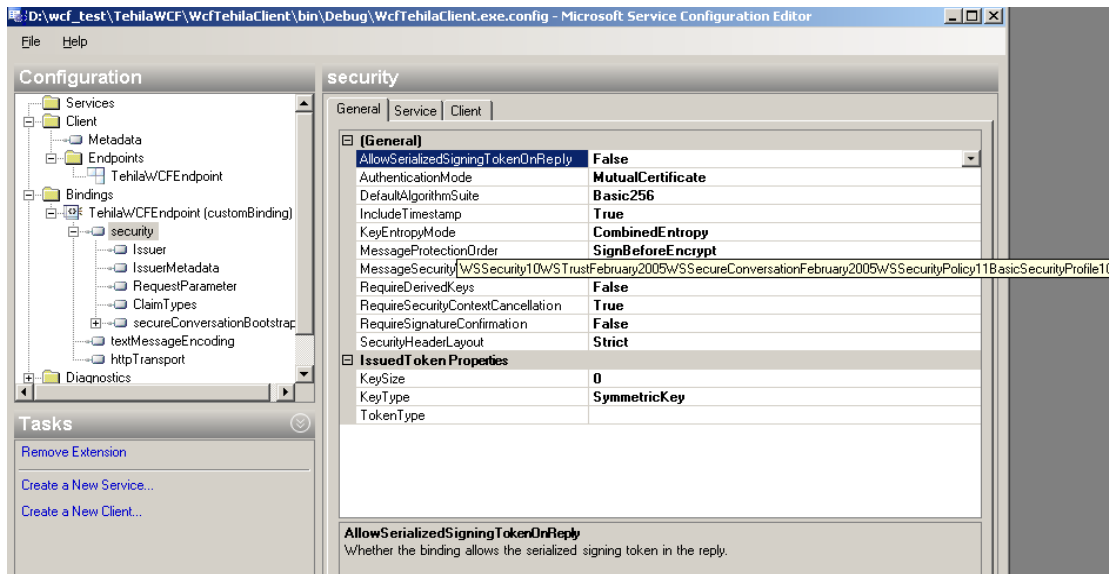 D:\wcf_test\TehilaWCF\WcfTehilaClient\bin\Debug\WcfTehilaClient.exe.config - Microsoft Service Configuration Editor
File Help
Configuration
Services
Client
Metadata
Endpoints
TehilaWCFEndpoint
Bindings
TehilaWCFEndpoint (customBinding)
security
Issuer
IssuerMetadata
RequestParameter
ClaimTypes
secureConversationBootstrap
textMessageEncoding
httpTransport
Diagnostics
Tasks
Remove Extension
Create a New Service...
Create a New Client...
security
General Service Client
(General)
AllowSerializedSigningTokenOnReply False
AuthenticationMode MutualCertificate
DefaultAlgorithmSuite Basic256
IncludeTimestamp True
KeyEntropyMode CombinedEntropy
MessageProtectionOrder SignBeforeEncrypt
MessageSecurity WSSecurity10WSTrustFebruary2005WSSecureConversationFebruary2005WSSecurityPolicy11BasicSecurityProfile10
RequireDerivedKeys False
RequireSecurityContextCancellation True
RequireSignatureConfirmation False
SecurityHeaderLayout Strict
IssuedToken Properties
KeySize 0
KeyType SymmetricKey
TokenType
AllowSerializedSigningTokenOnReply
Whether the binding allows the serialized signing token in the reply.